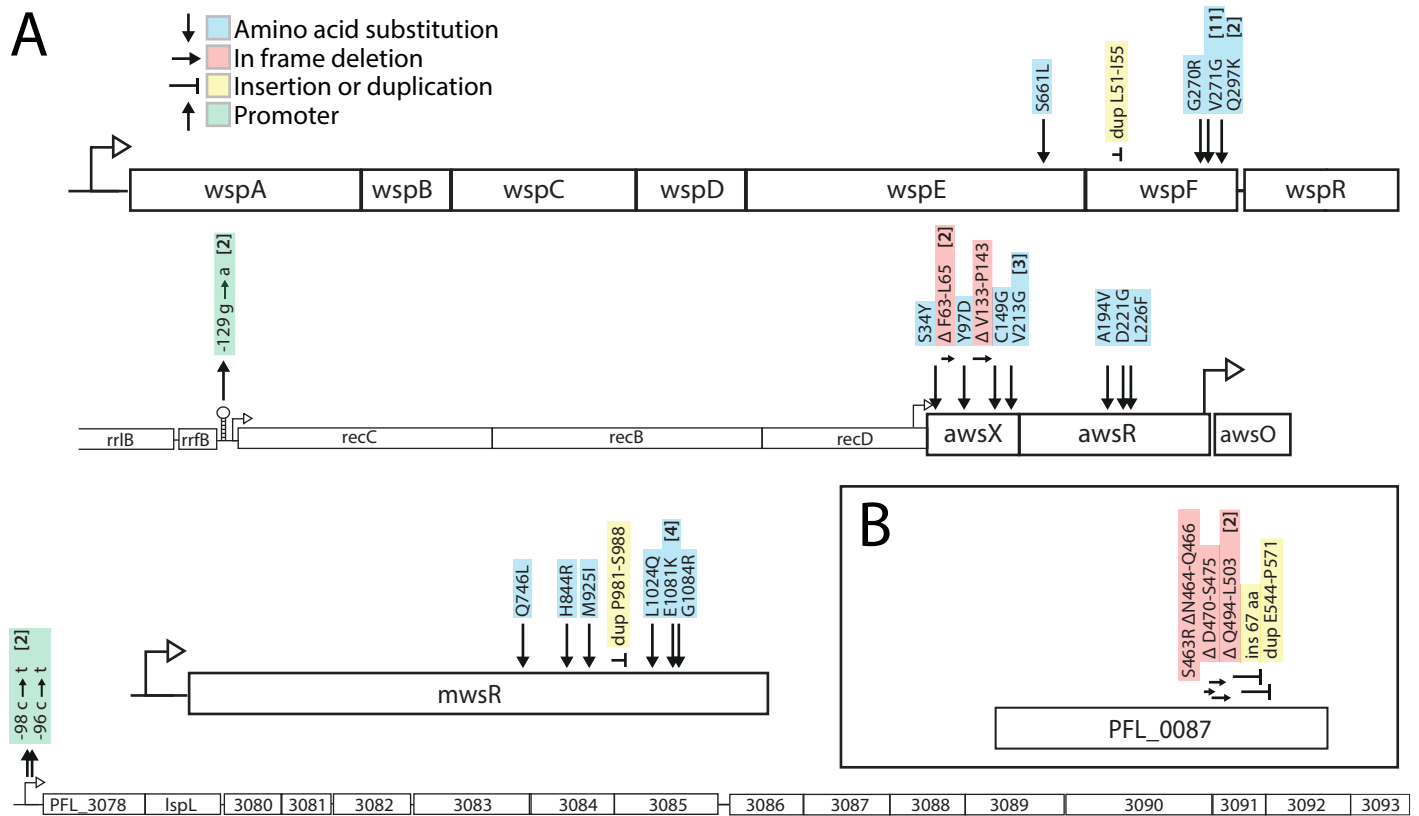 A
Amino acid substitution
In frame deletion
Insertion or duplication
Promoter
S661L
dup L51-I55
G270R
V271G [11]
Q297K [2]
wspA
wspB
wspC
wspD
wspE
wspF
wspR
-129 g → a [2]
S34Y
Δ F63-L65 [2]
Y97D
Δ V133-P143
C149G
V213G [3]
A194V
D221G
L226F
rrlB
rrfB
recC
recB
recD
awsX
awsR
awsO
Q746L
H844R
M925I
dup P981-S988
L1024Q
E1081K [4]
G1084R
mwsR
B
S463R ΔN464-Q466
Δ D470-S475
Δ Q494-L503 [2]
ins 67 aa
dup E544-P571
PFL_0087
-98 c → t [2]
-96 c → t
PFL_3078
lspL
3080
3081
3082
3083
3084
3085
3086
3087
3088
3089
3090
3091
3092
3093